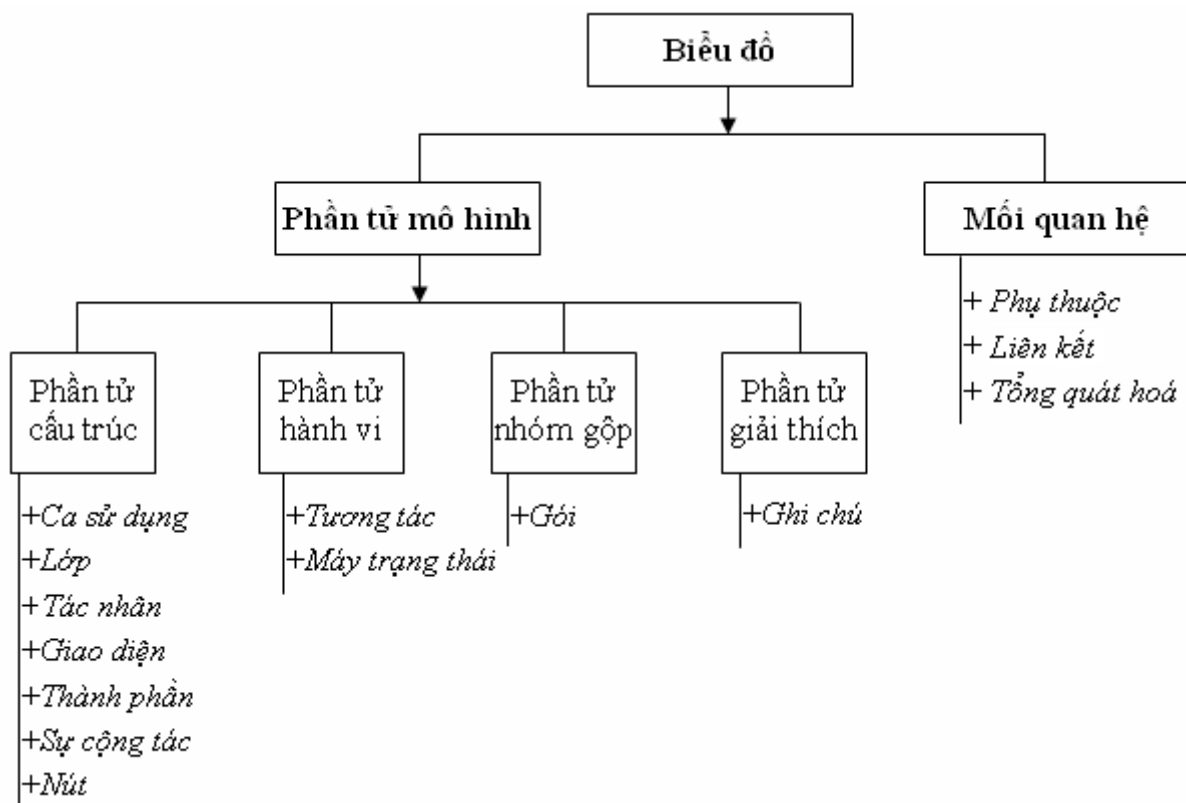 Biểu đồ
Phần tử mô hình
Mối quan hệ
+ Phụ thuộc
+ Liên kết
+ Tổng quát hoá
Phần tử
cấu trúc
+Ca sử dụng
+Lớp
+Tác nhân
+Giao diện
+Thành phần
+Sự cộng tác
+Nút
Phần tử
hành vi
+Tương tác
+Máy trạng thái
Phần tử
nhóm gộp
+Gói
Phần tử
giải thích
+Ghi chú